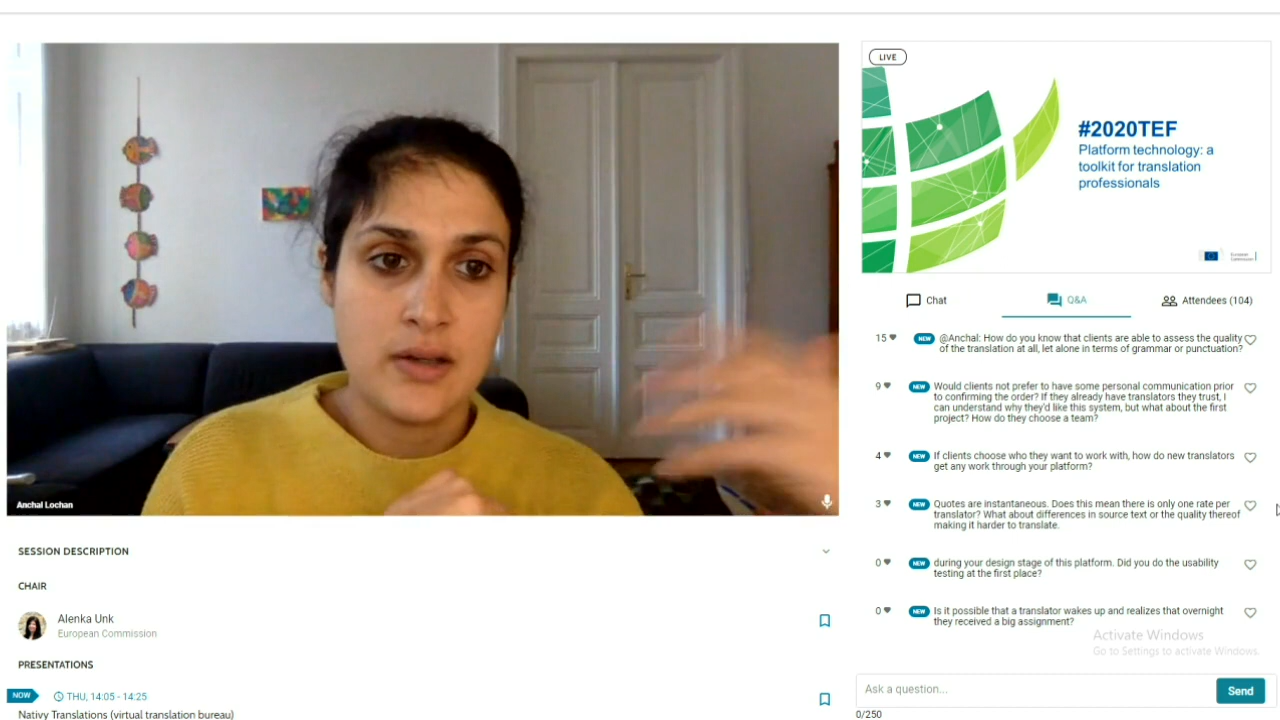 Anchal Lochan
SESSION DESCRIPTION
CHAIR
Alenka Unk
European Commission
PRESENTATIONS
NOW
THU, 14:05 - 14:25
Nativy Translations (virtual translation bureau)
LIVE
#2020TEF
Platform technology: a
toolkit for translation
professionals
European
Commission
Chat
Q&A
Attendees (104)
15
NEW
@Anchal: How do you know that clients are able to assess the quality
of the translation at all, let alone in terms of grammar or punctuation?
9
NEW
Would clients not prefer to have some personal communication prior
to confirming the order? If they already have translators they trust, I
can understand why they'd like this system, but what about the first
project? How do they choose a team?
4
NEW
If clients choose who they want to work with, how do new translators
get any work through your platform?
3
NEW
Quotes are instantaneous. Does this mean there is only one rate per
translator? What about differences in source text or the quality thereof
making it harder to translate.
0
NEW
during your design stage of this platform. Did you do the usability
testing at the first place?
0
NEW
Is it possible that a translator wakes up and realizes that overnight
they received a big assignment?
Activate Windows
Go to Settings to activate Windows.
Ask a question...
Send
0/250